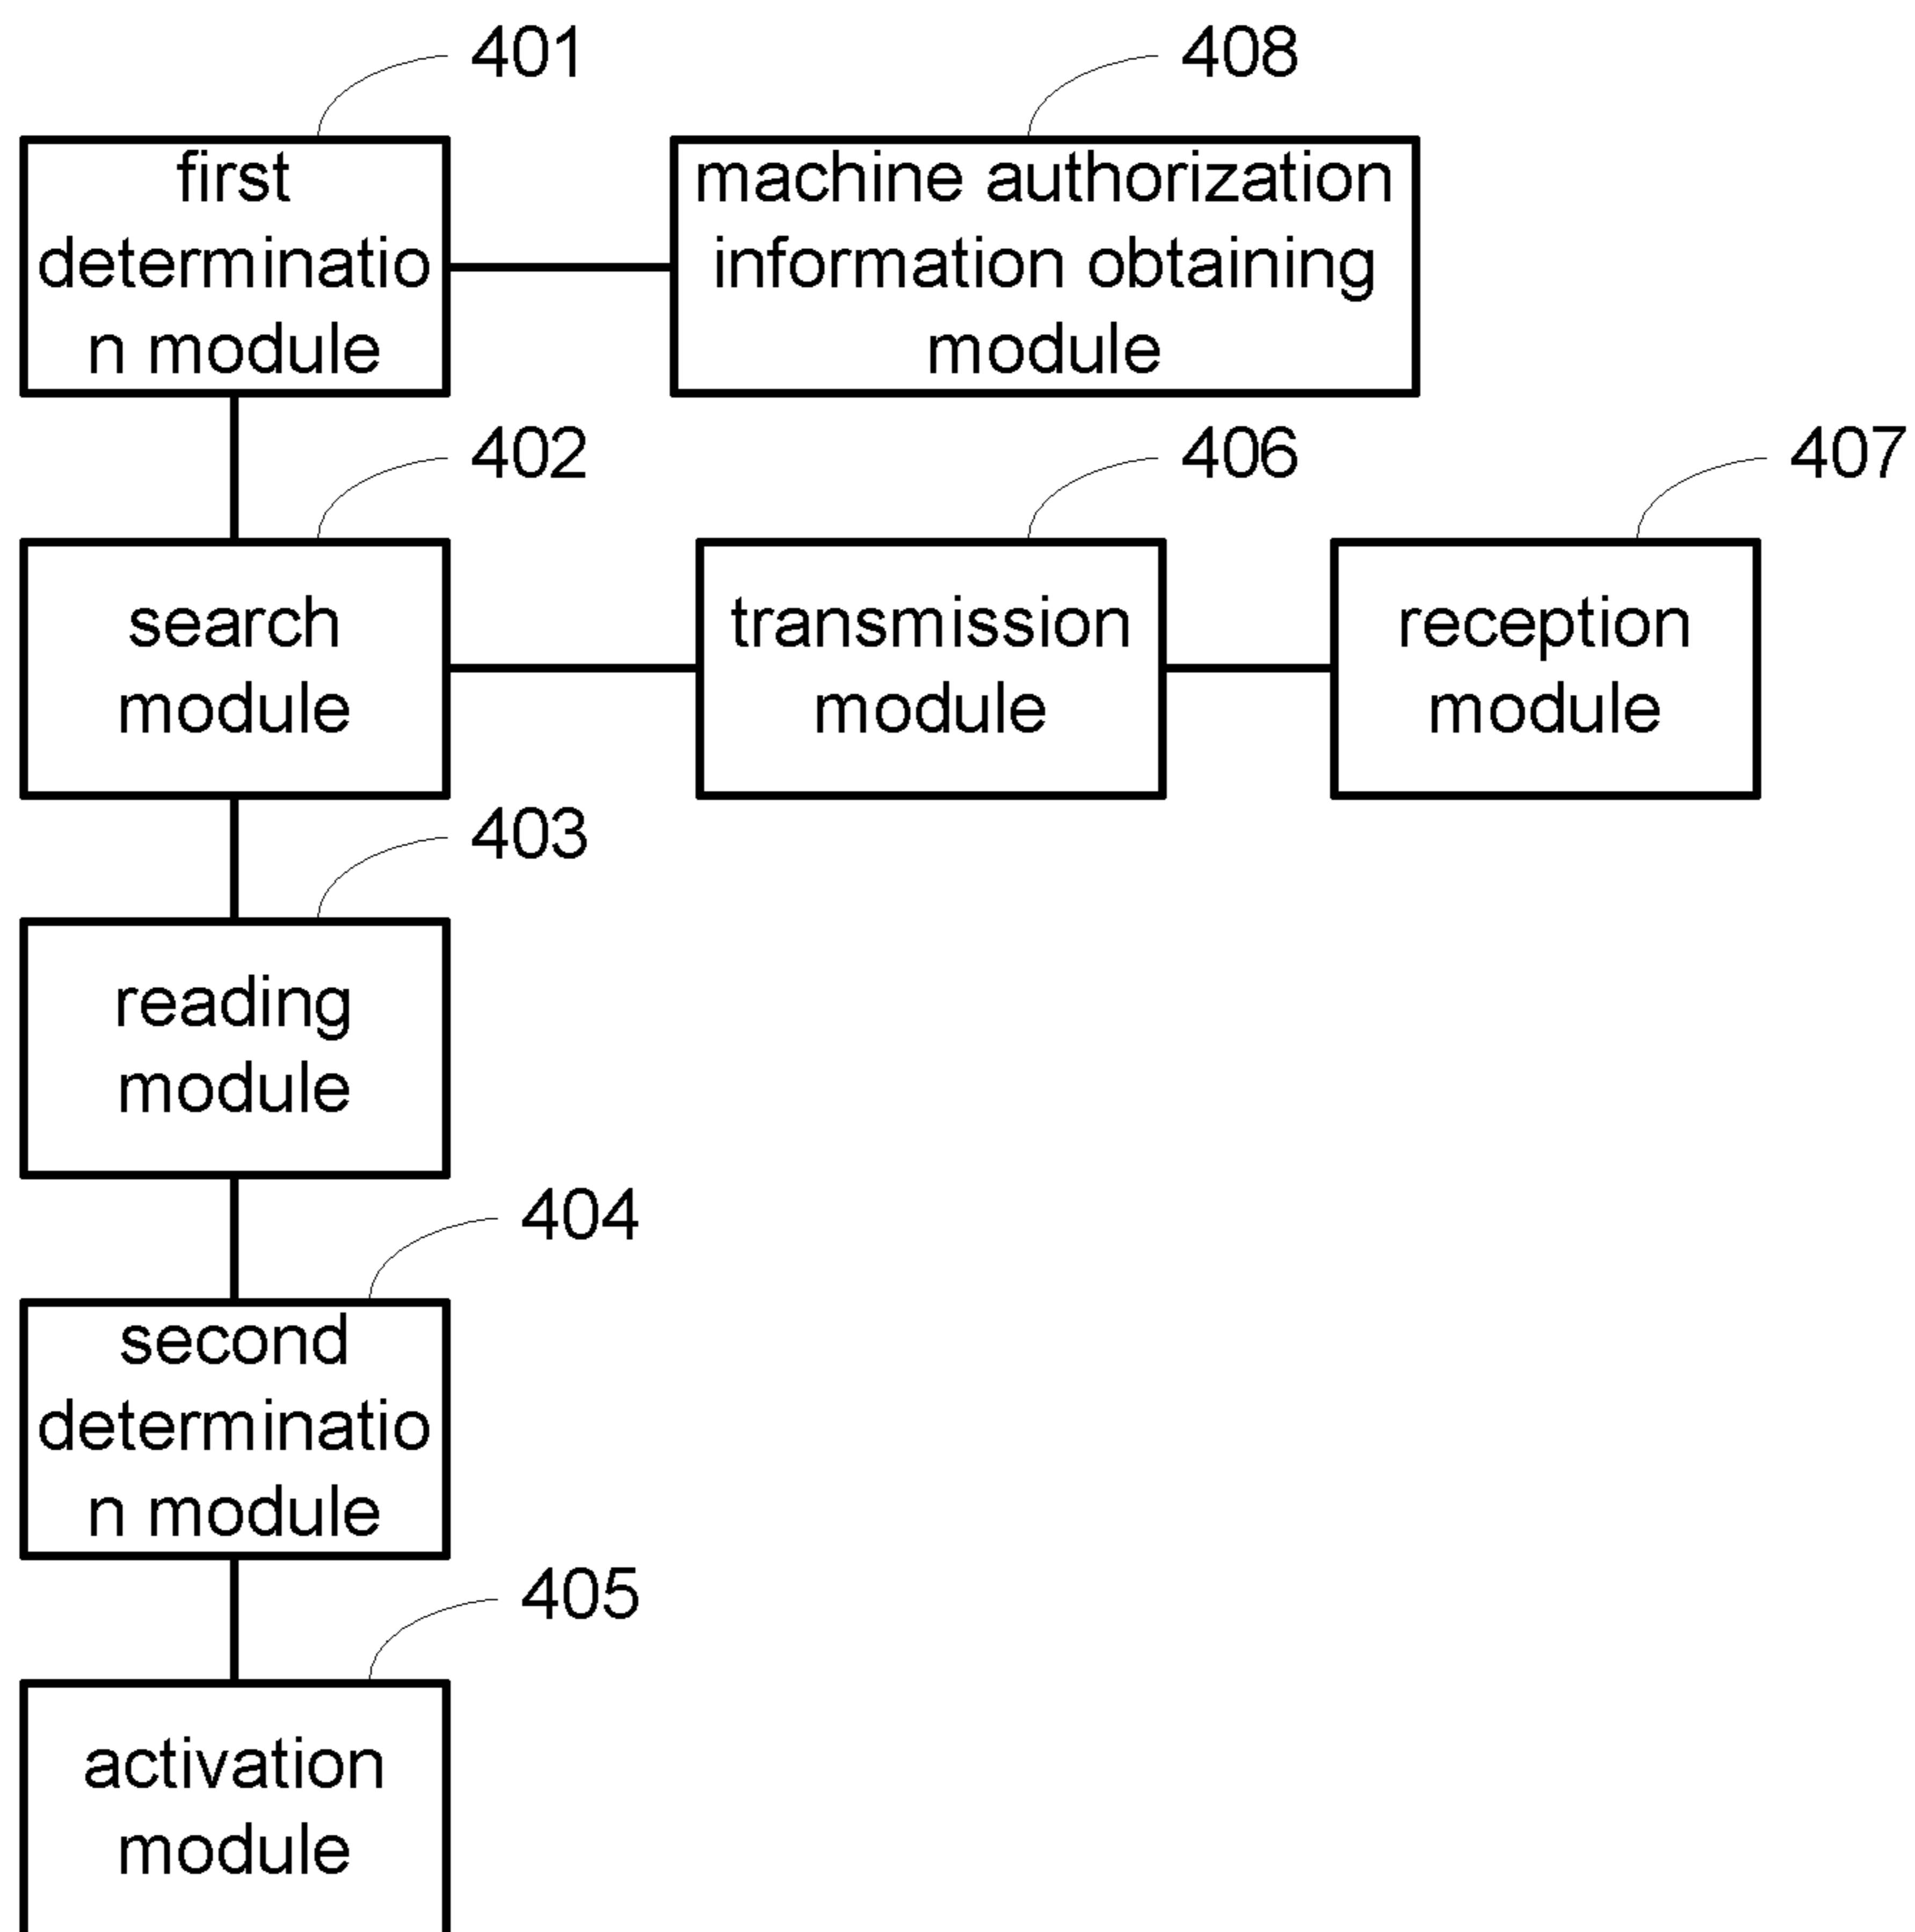 401
408
first
determinatio
n module
machine authorization
information obtaining
module
402
406
407
search
module
transmission
module
reception
module
403
reading
module
404
second
determinatio
n module
405
activation
module